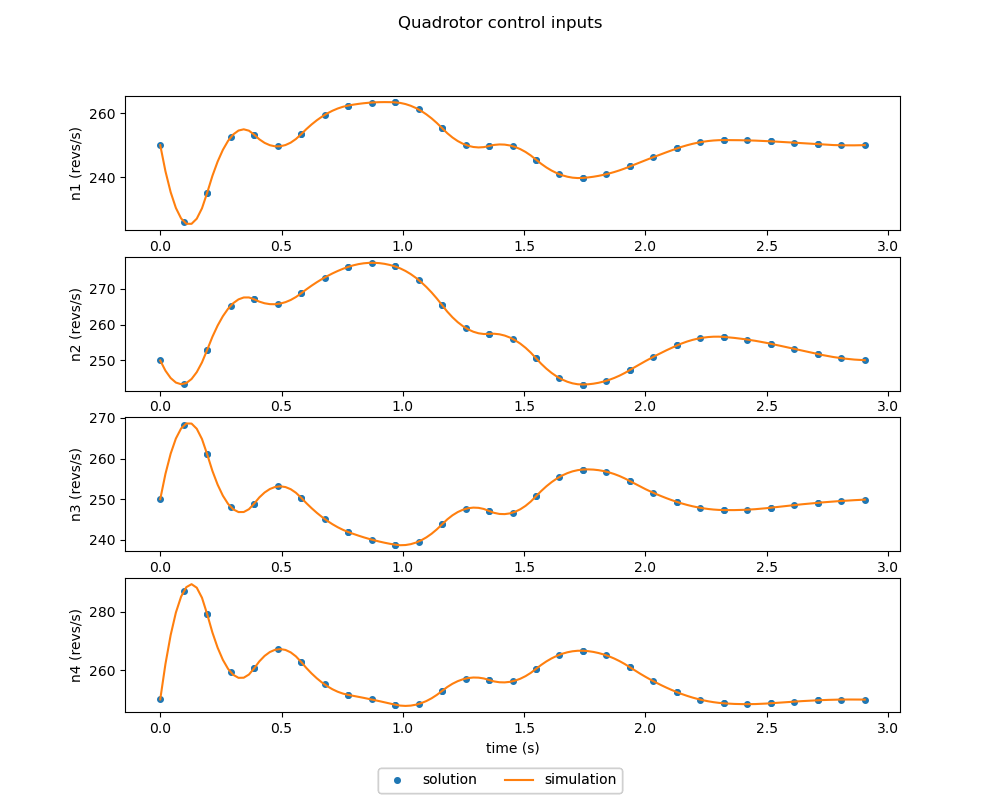 Quadrotor control inputs
n1 (revs/s)
260
240
0.0 0.5 1.0 1.5 2.0 2.5 3.0
n2 (revs/s)
270
260
250
0.0 0.5 1.0 1.5 2.0 2.5 3.0
n3 (revs/s)
270
260
250
240
0.0 0.5 1.0 1.5 2.0 2.5 3.0
n4 (revs/s)
280
260
0.0 0.5 1.0 1.5 2.0 2.5 3.0
time (s)
solution simulation